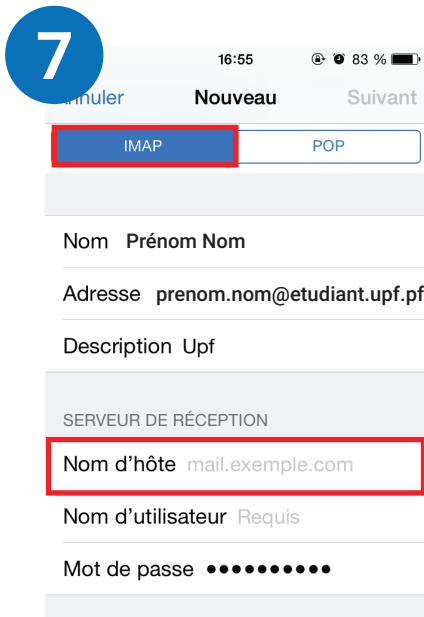 7
16:55 83 %
Annuler Nouveau Suivant
IMAP POP
Nom Prénom Nom
Adresse prenom.nom@etudiant.upf.pf
Description Upf
SERVEUR DE RÉCEPTION
Nom d’hôte mail.exemple.com
Nom d’utilisateur Requis
Mot de passe ●●●●●●●●●●